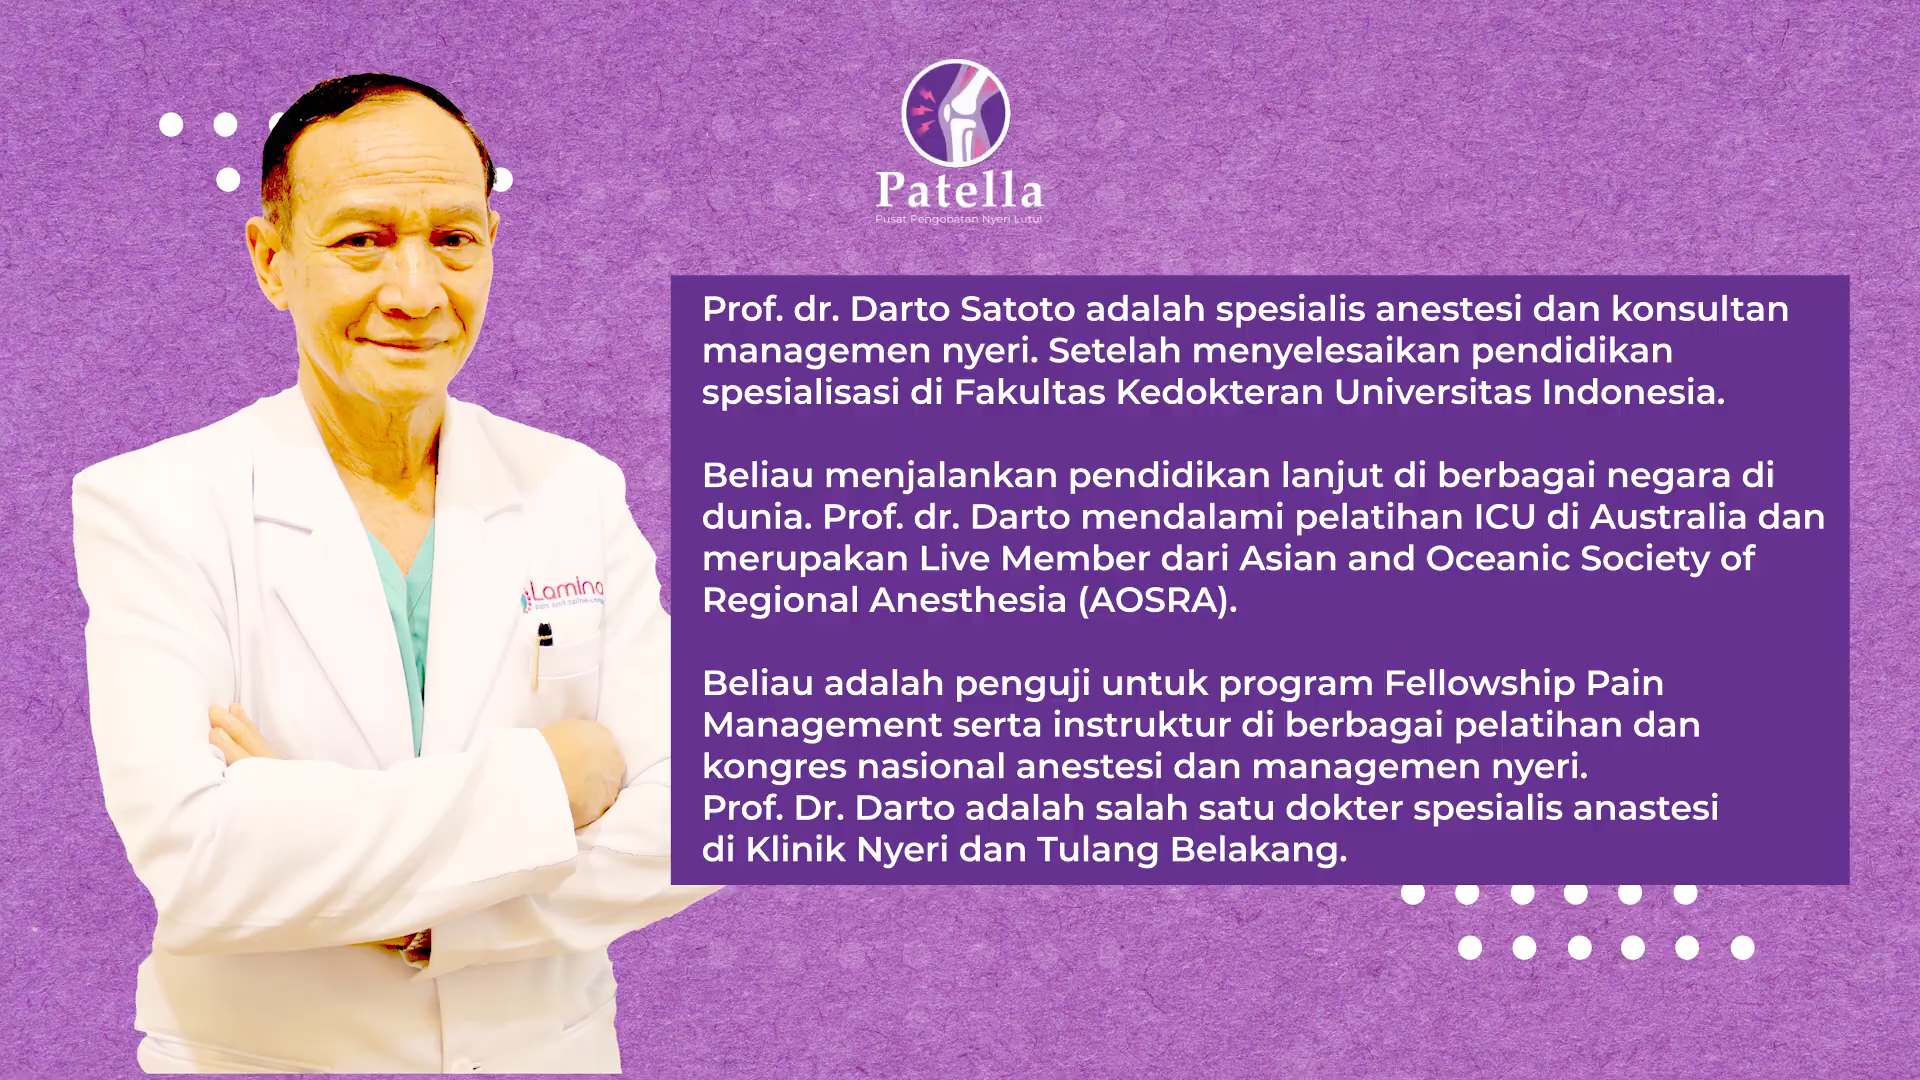 Patella
Pusat Pengobatan Nyeri Lutut
Prof. dr. Darto Satoto adalah spesialis anestesi dan konsultan
managemen nyeri. Setelah menyelesaikan pendidikan
spesialisasi di Fakultas Kedokteran Universitas Indonesia.
Beliau menjalankan pendidikan lanjut di berbagai negara di
dunia. Prof. dr. Darto mendalami pelatihan ICU di Australia dan
merupakan Live Member dari Asian and Oceanic Society of
Regional Anesthesia (AOSRA).
Lamina
pain and spine center
Beliau adalah penguji untuk program Fellowship Pain
Management serta instruktur di berbagai pelatihan dan
kongres nasional anestesi dan managemen nyeri.
Prof. Dr. Darto adalah salah satu dokter spesialis anastesi
di Klinik Nyeri dan Tulang Belakang.